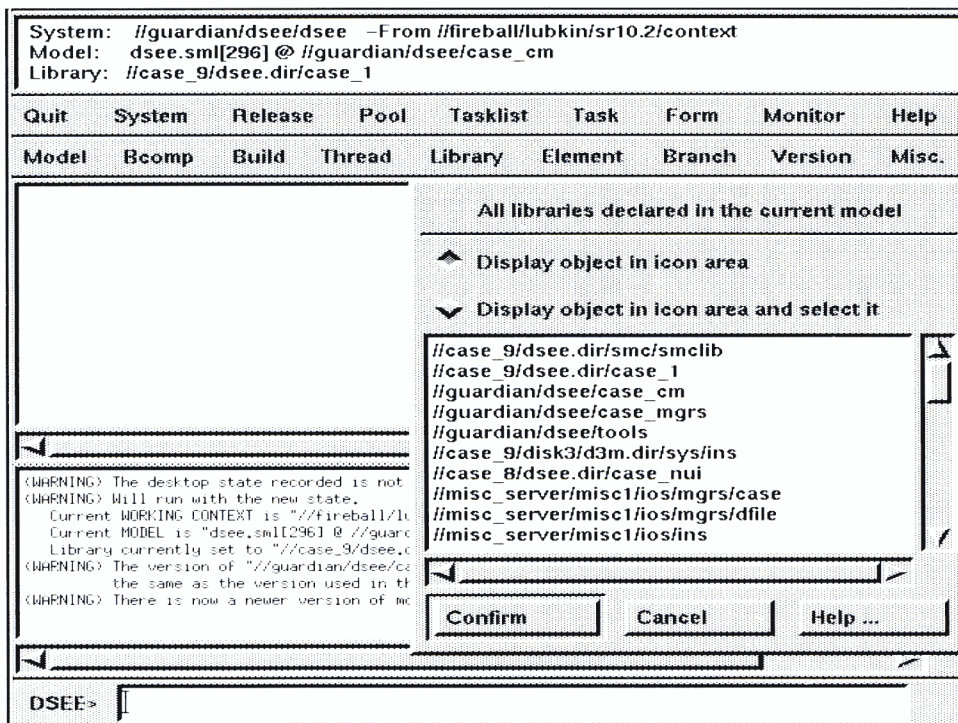 System: //guardian/dsee/dsee –From //fireball/lubkin/sr10.2/context
Model: dsee.sml[296] @ //guardian/dsee/case_cm
Library: //case_9/dsee.dir/case_1
Quit System Release Pool Tasklist Task Form Monitor Help
Model Bcomp Build Thread Library Element Branch Version Misc.
All libraries declared in the current model
Display object in icon area
Display object in icon area and select it
//case_9/dsee.dir/smc/smclib
//case_9/dsee.dir/case_1
//guardian/dsee/case_cm
//guardian/dsee/case_mgrs
//guardian/dsee/tools
//case_9/disk3/d3m.dir/sys/ins
//case_8/dsee.dir/case_nui
//misc_server/misc1/ios/mgrs/case
//misc_server/misc1/ios/mgrs/dfile
//misc_server/misc1/ios/ins
Confirm Cancel Help ...
(WARNING) The desktop state recorded is not
(WARNING) Will run with the new state.
Current WORKING CONTEXT is "//fireball/lu
Current MODEL is "dsee.sml[296] @ //guard
Library currently set to "//case_9/dsee.d
(WARNING) The version of "//guardian/dsee/ca
the same as the version used in th
(WARNING) There is now a newer version of mo
DSEE>